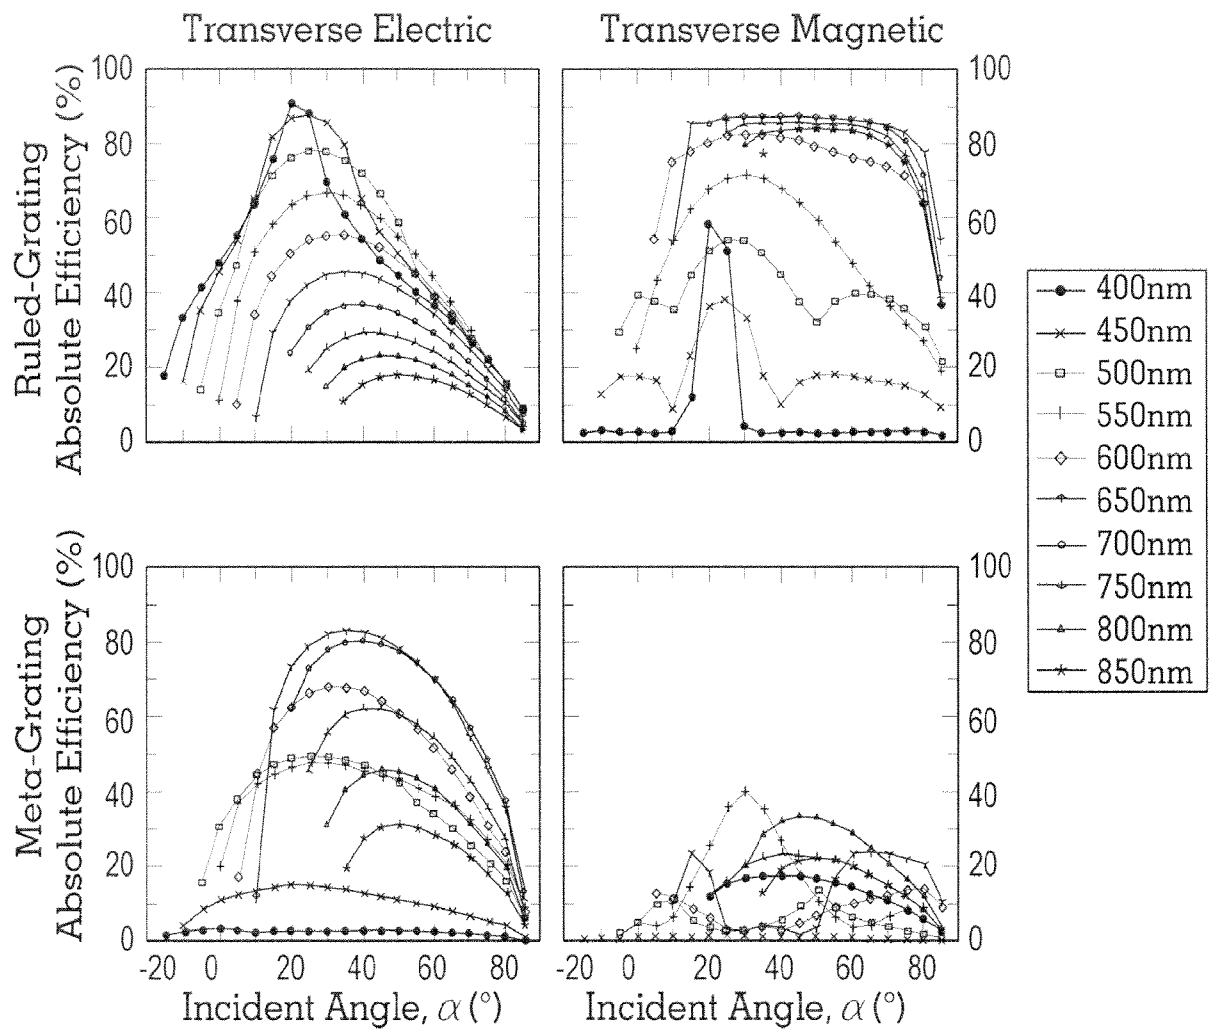 Transverse Electric
Transverse Magnetic
Ruled-Grating
Absolute Efficiency (%)
100
80
60
40
20
0
100
80
60
40
20
0
400nm
450nm
500nm
550nm
600nm
650nm
700nm
750nm
800nm
850nm
Meta-Grating
Absolute Efficiency (%)
100
80
60
40
20
0
100
80
60
40
20
0
-20 0 20 40 60 80
-20 0 20 40 60 80
Incident Angle, α (°)
Incident Angle, α (°)